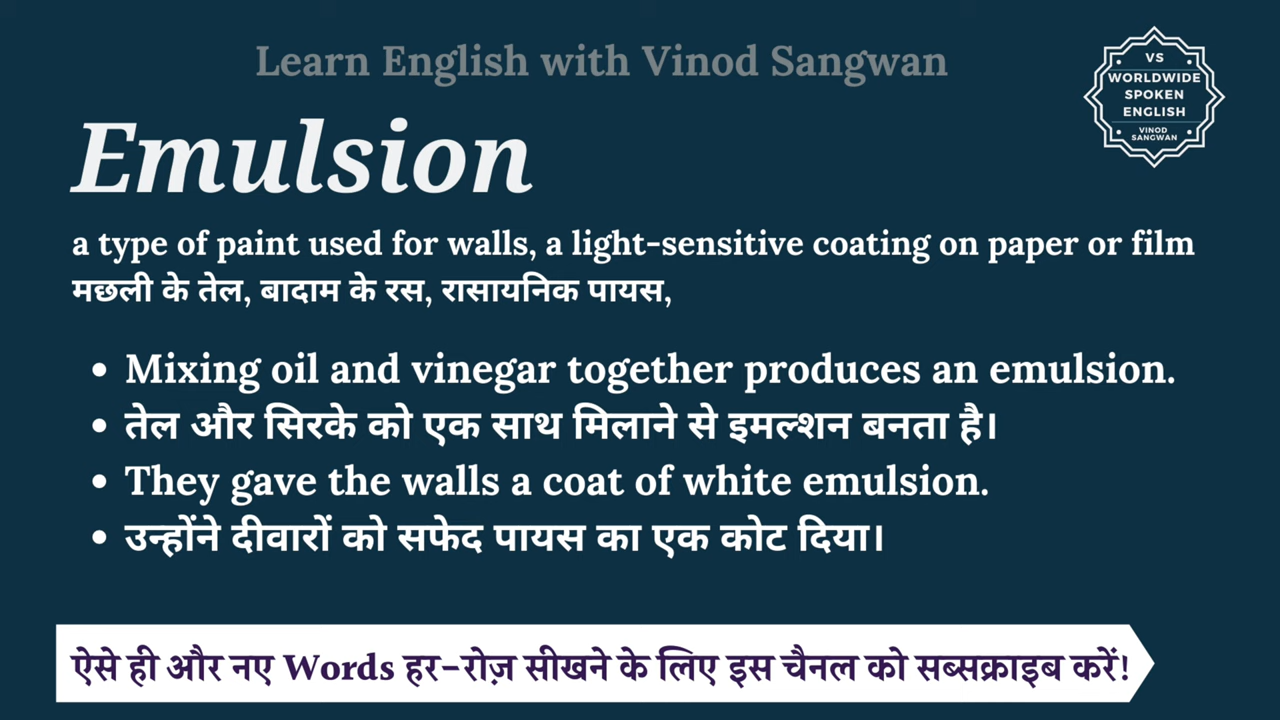 Learn English with Vinod Sangwan
VS
WORLDWIDE
SPOKEN
ENGLISH
VINOD
SANGWAN
Emulsion
a type of paint used for walls, a light-sensitive coating on paper or film
मछली के तेल, बादाम के रस, रासायनिक पायस,
• Mixing oil and vinegar together produces an emulsion.
• तेल और सिरके को एक साथ मिलाने से इमल्शन बनता है।
• They gave the walls a coat of white emulsion.
• उन्होंने दीवारों को सफेद पायस का एक कोट दिया।
ऐसे ही और नए Words हर-रोज़ सीखने के लिए इस चैनल को सब्सक्राइब करें!